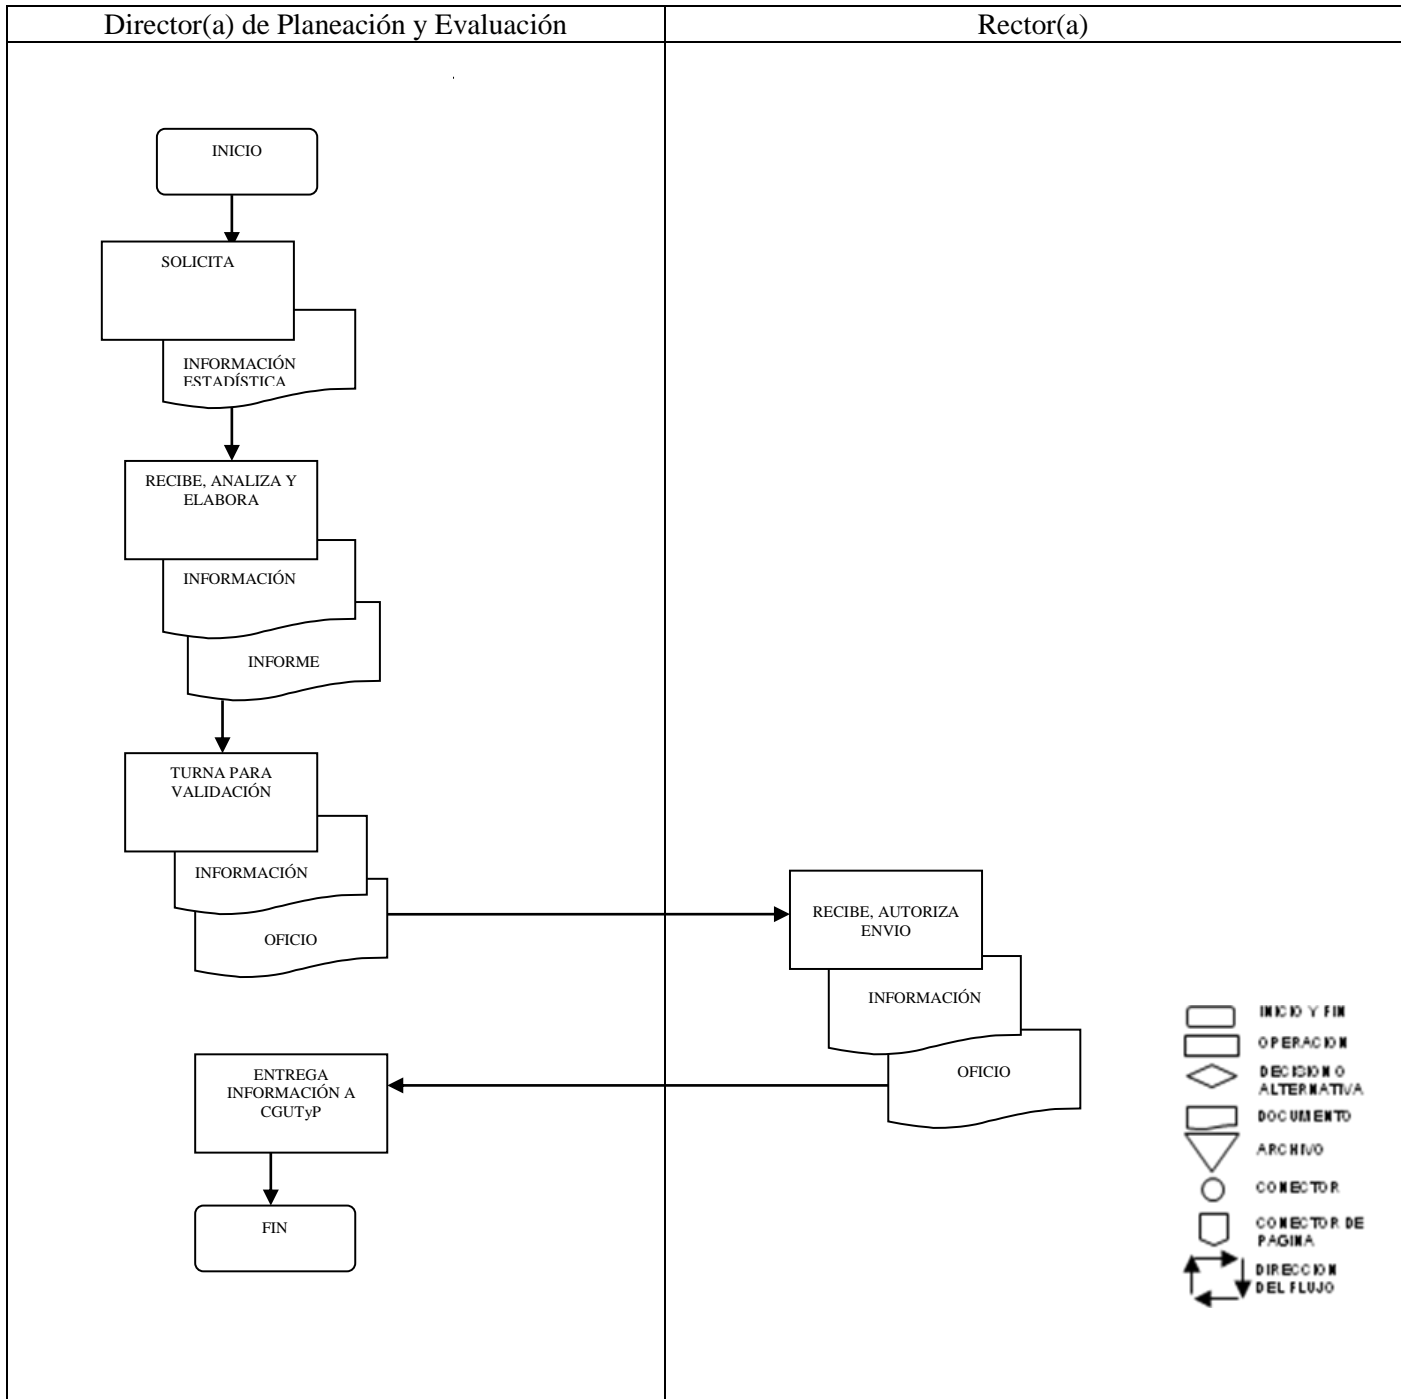 Director(a) de Planeación y Evaluación
Rector(a)
INICIO
SOLICITA
INFORMACIÓN
ESTADÍSTICA
RECIBE, ANALIZA Y
ELABORA
INFORMACIÓN
INFORME
TURNA PARA
VALIDACIÓN
INFORMACIÓN
OFICIO
RECIBE, AUTORIZA
ENVIO
INFORMACIÓN
OFICIO
ENTREGA
INFORMACIÓN A
CGUTyP
FIN
INICIO Y FIN
OPERACION
DECISION O
ALTERNATIVA
DOCUMENTO
ARCHIVO
CONECTOR
CONECTOR DE
PAGINA
DIRECCION
DEL FLUJO